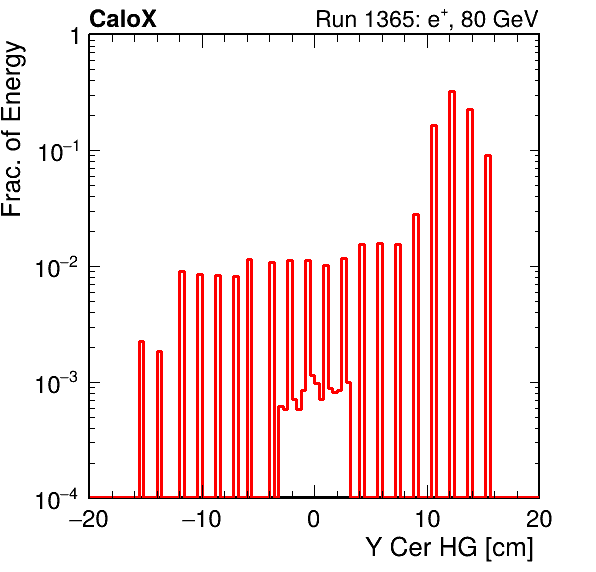 CaloX Run 1365: e⁺, 80 GeV
Frac. of Energy
1
10⁻¹
10⁻²
10⁻³
10⁻⁴
−20 −10 0 10 20
Y Cer HG [cm]